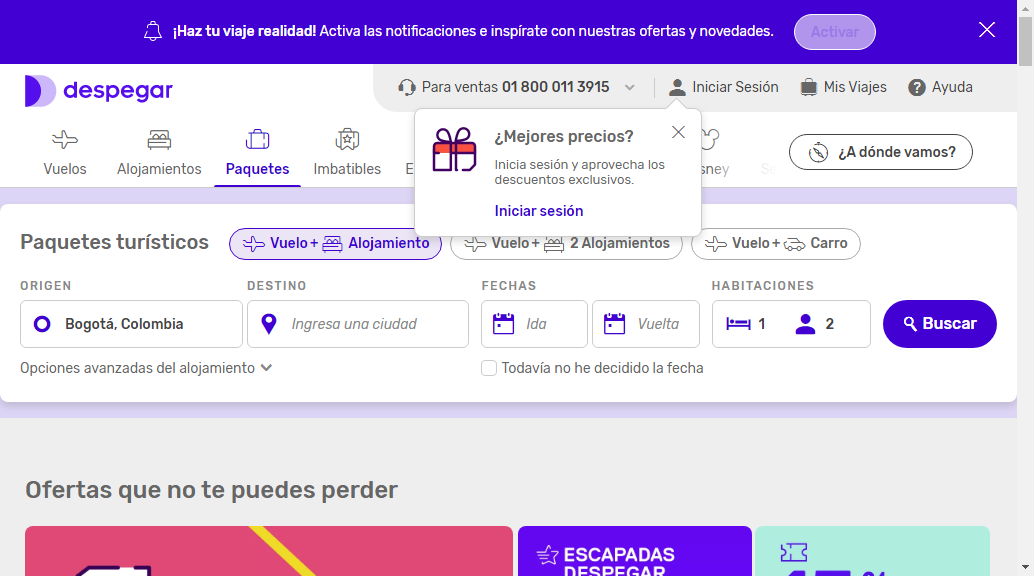 ¡Haz tu viaje realidad! Activa las notificaciones e inspírate con nuestras ofertas y novedades.
Activar
despegar
Para ventas 01 800 011 3915
Iniciar Sesión
Mis Viajes
Ayuda
Vuelos
Alojamientos
Paquetes
Imbatibles
E
¿Mejores precios?
Inicia sesión y aprovecha los
descuentos exclusivos.
Iniciar sesión
sney
Se
¿A dónde vamos?
Paquetes turísticos
Vuelo + Alojamiento
Vuelo + 2 Alojamientos
Vuelo + Carro
ORIGEN
DESTINO
FECHAS
HABITACIONES
Bogotá, Colombia
Ingresa una ciudad
Ida
Vuelta
1
2
Buscar
Opciones avanzadas del alojamiento
Todavía no he decidido la fecha
Ofertas que no te puedes perder
ESCAPADAS
DESPEGAR